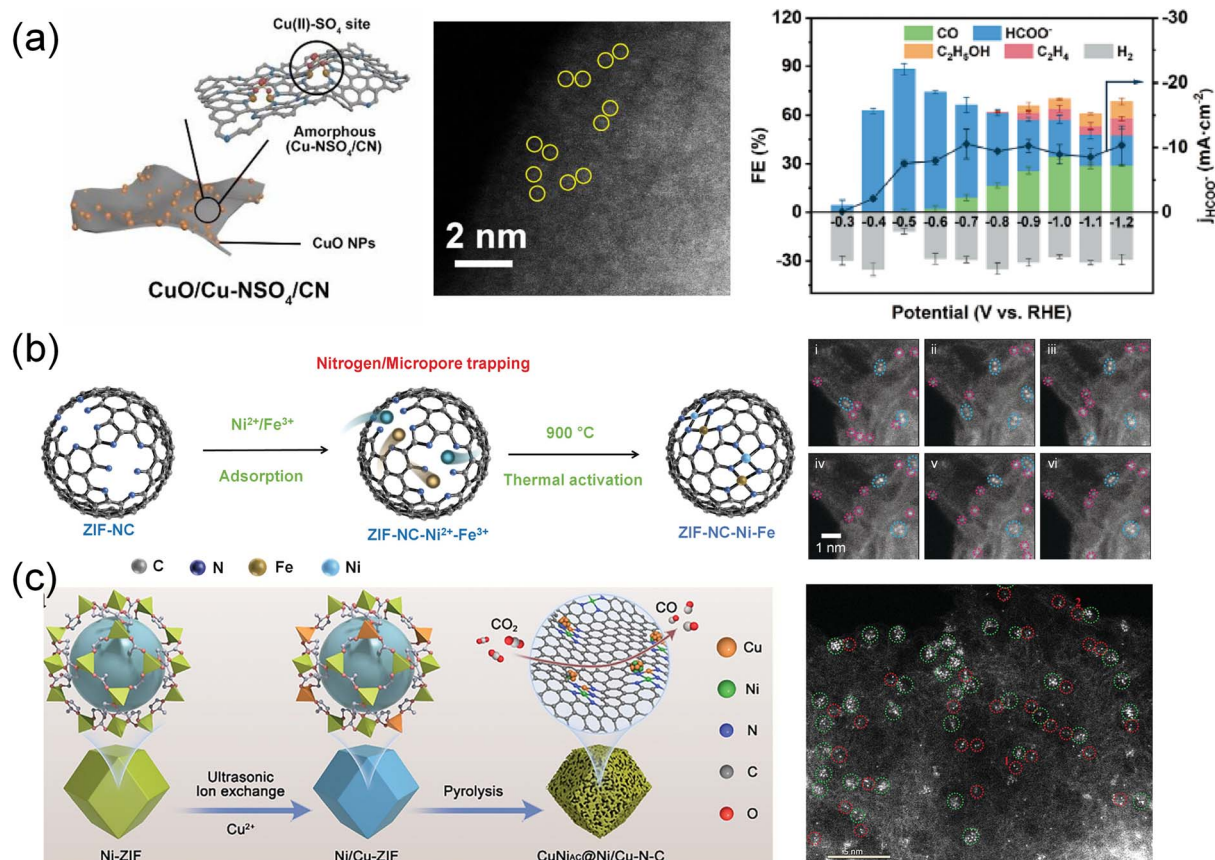 (a)
Cu(II)-SO₄ site
Amorphous
(Cu-NSO₄/CN)
CuO NPs
CuO/Cu-NSO₄/CN
2 nm
CO
HCOO⁻
C₂H₅OH
C₂H₄
H₂
FE (%)
120
90
60
30
0
-30
-60
-0.3 -0.4 -0.5 -0.6 -0.7 -0.8 -0.9 -1.0 -1.1 -1.2
Potential (V vs. RHE)
-30
-20
-10
0
j_HCOO⁻ (mA·cm⁻²)
(b)
Nitrogen/Micropore trapping
Ni²⁺/Fe³⁺
Adsorption
900 °C
Thermal activation
ZIF-NC
ZIF-NC-Ni²⁺-Fe³⁺
ZIF-NC-Ni-Fe
C N Fe Ni
i
ii
iii
iv
v
vi
1 nm
(c)
CO₂
CO
Cu
Ni
N
C
O
Ultrasonic
Ion exchange
Cu²⁺
Pyrolysis
Ni-ZIF
Ni/Cu-ZIF
CuNi_AC@Ni/Cu-N-C
5 nm